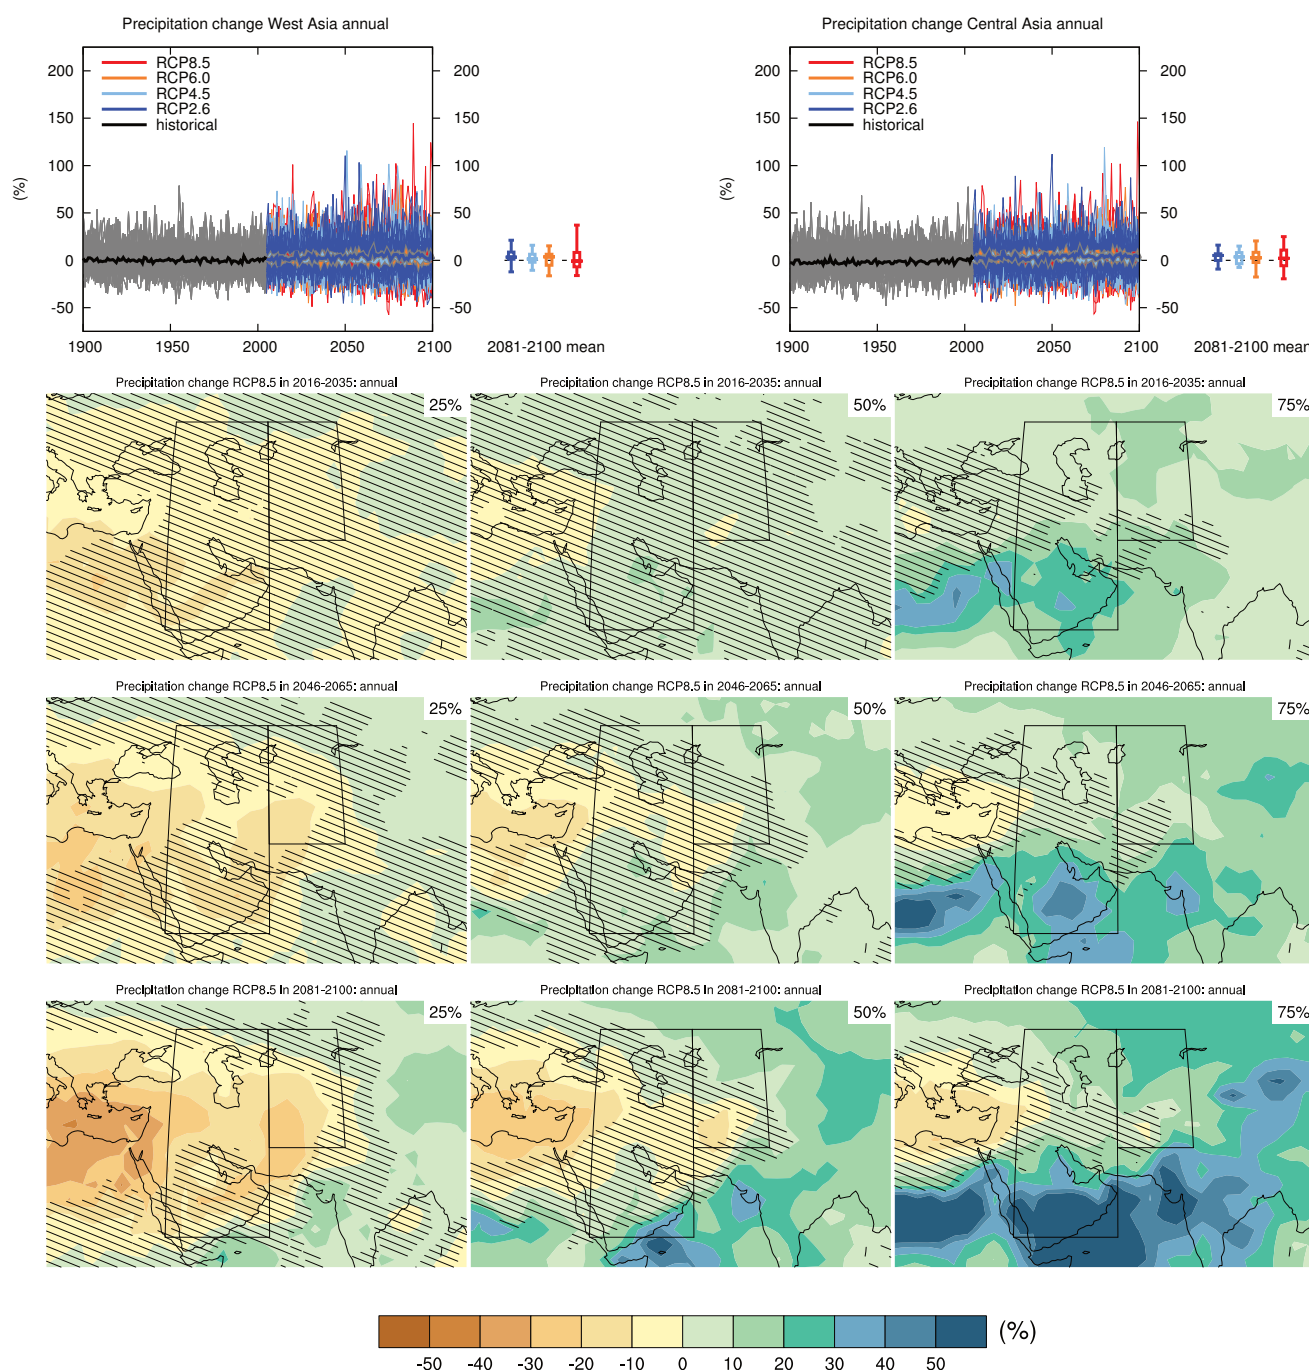 Precipitation change West Asia annual
Precipitation change Central Asia annual
(%)
200
150
100
50
0
-50
RCP8.5
RCP6.0
RCP4.5
RCP2.6
historical
200
150
100
50
0
-50
1900 1950 2000 2050 2100
2081-2100 mean
(%)
200
150
100
50
0
-50
RCP8.5
RCP6.0
RCP4.5
RCP2.6
historical
200
150
100
50
0
-50
1900 1950 2000 2050 2100
2081-2100 mean
Precipitation change RCP8.5 in 2016-2035: annual
25%
Precipitation change RCP8.5 in 2016-2035: annual
50%
Precipitation change RCP8.5 in 2016-2035: annual
75%
Precipitation change RCP8.5 in 2046-2065: annual
25%
Precipitation change RCP8.5 in 2046-2065: annual
50%
Precipitation change RCP8.5 in 2046-2065: annual
75%
Precipitation change RCP8.5 in 2081-2100: annual
25%
Precipitation change RCP8.5 in 2081-2100: annual
50%
Precipitation change RCP8.5 in 2081-2100: annual
75%
(%)
-50 -40 -30 -20 -10 0 10 20 30 40 50